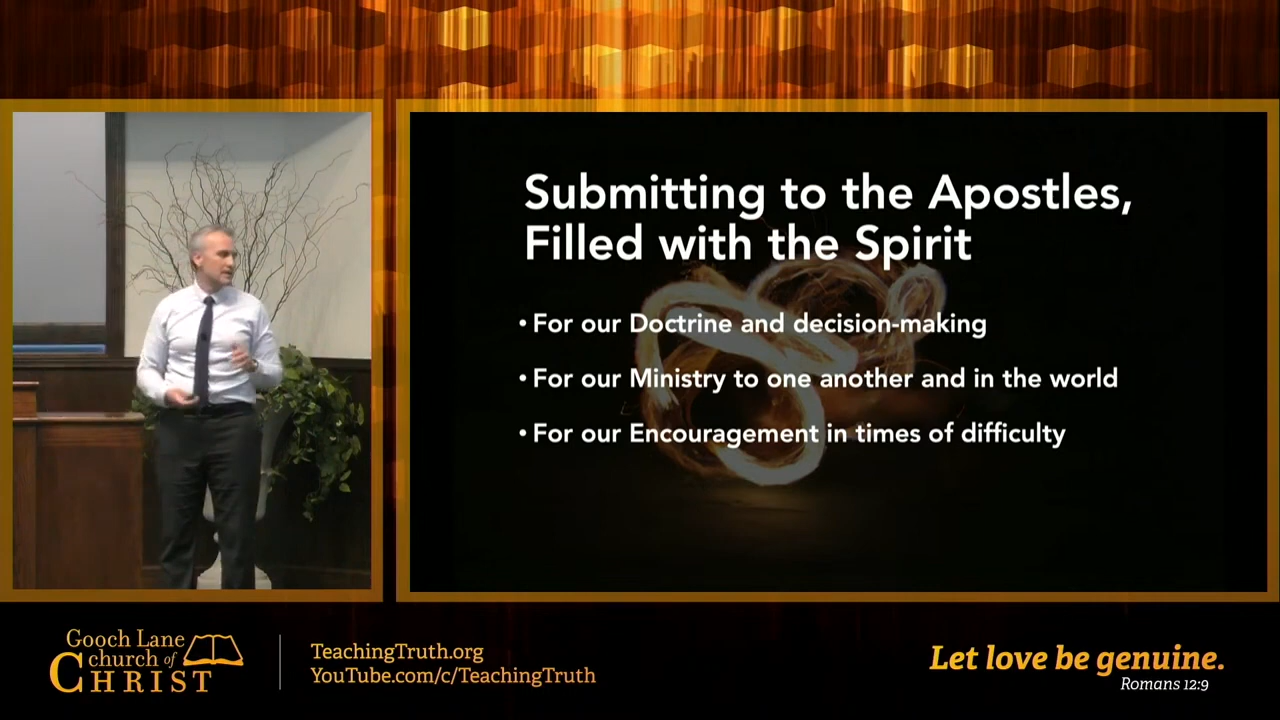 Submitting to the Apostles,
Filled with the Spirit
• For our Doctrine and decision-making
• For our Ministry to one another and in the world
• For our Encouragement in times of difficulty
Gooch Lane
church of
CHRIST
TeachingTruth.org
YouTube.com/c/TeachingTruth
Let love be genuine.
Romans 12:9